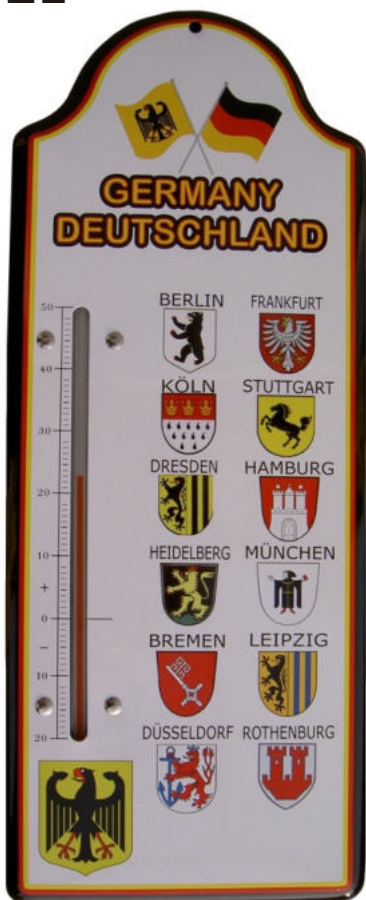 GERMANY
DEUTSCHLAND
BERLIN FRANKFURT
KÖLN STUTTGART
DRESDEN HAMBURG
HEIDELBERG MÜNCHEN
BREMEN LEIPZIG
DÜSSELDORF ROTHENBURG
50
40
30
20
10
+
0
−
10
20